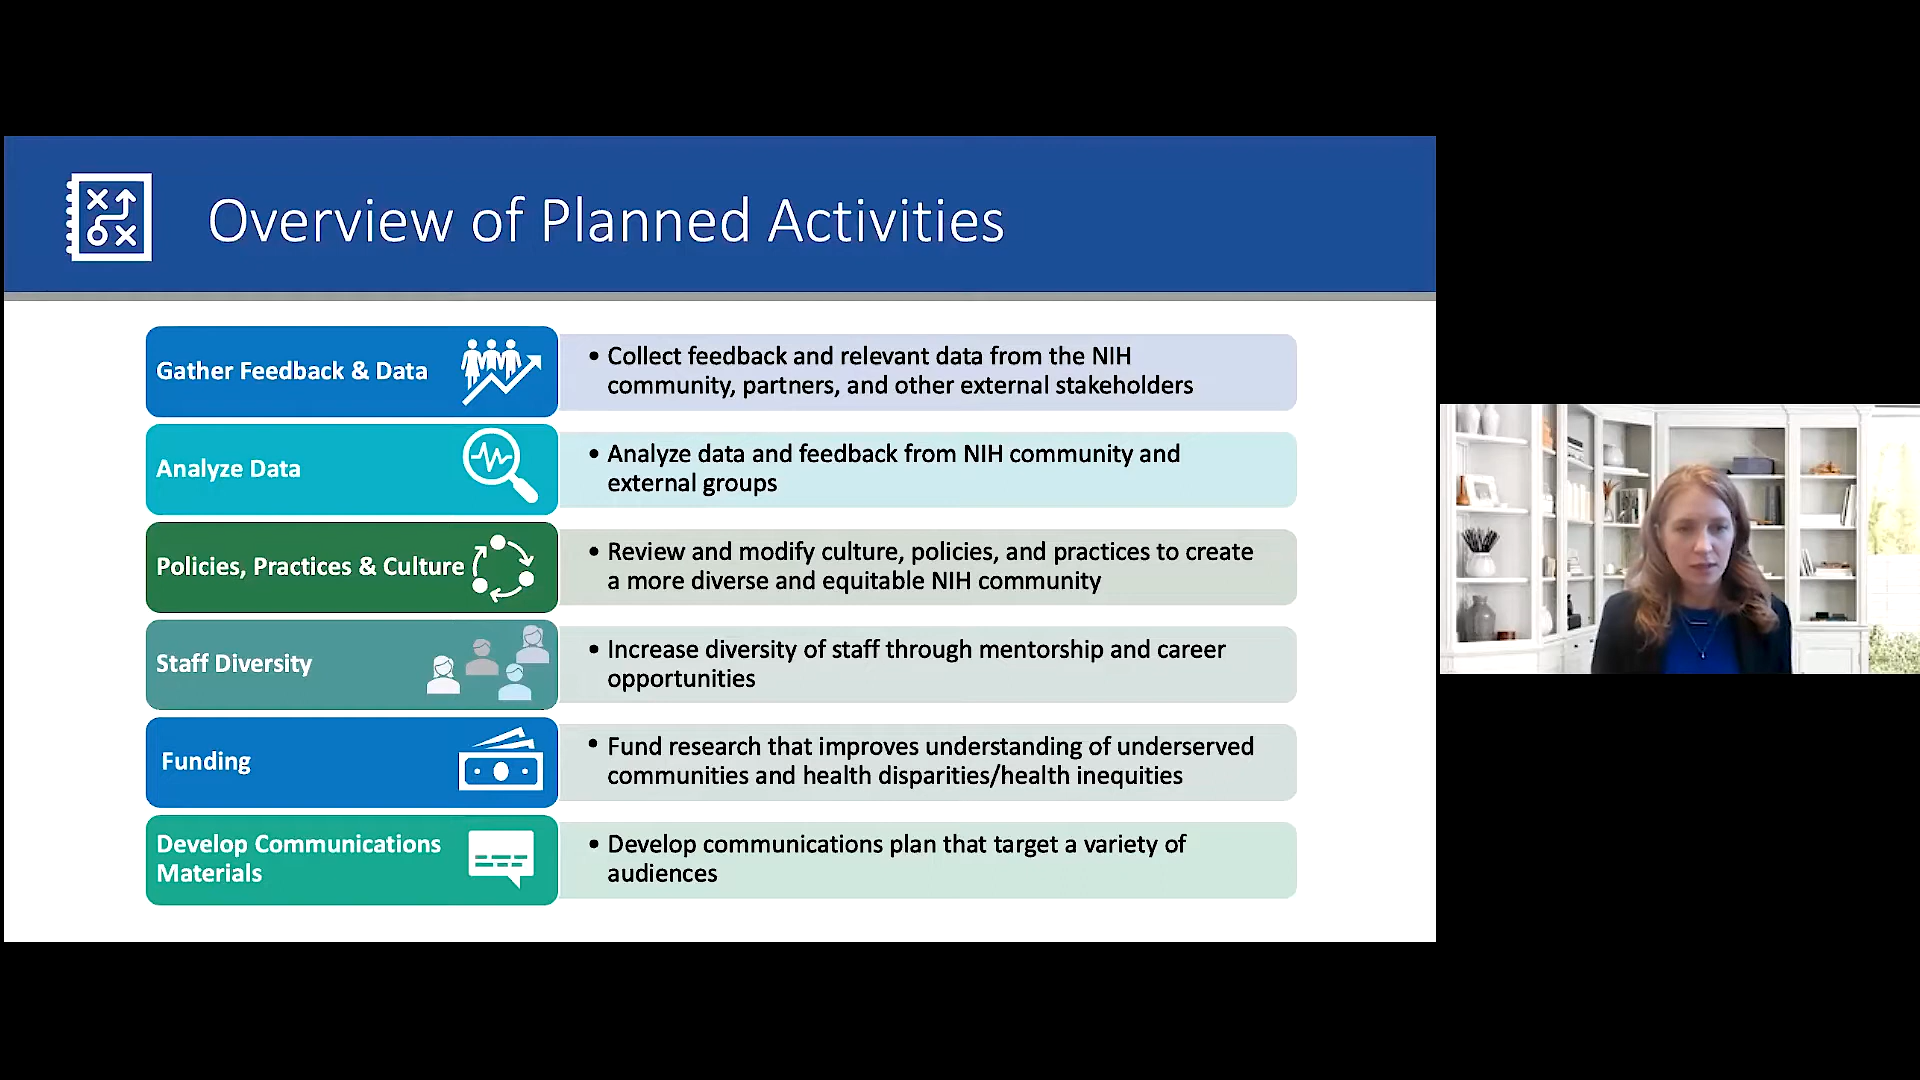 Overview of Planned Activities
Gather Feedback & Data
• Collect feedback and relevant data from the NIH
community, partners, and other external stakeholders
Analyze Data
• Analyze data and feedback from NIH community and
external groups
Policies, Practices & Culture
• Review and modify culture, policies, and practices to create
a more diverse and equitable NIH community
Staff Diversity
• Increase diversity of staff through mentorship and career
opportunities
Funding
• Fund research that improves understanding of underserved
communities and health disparities/health inequities
Develop Communications
Materials
• Develop communications plan that target a variety of
audiences